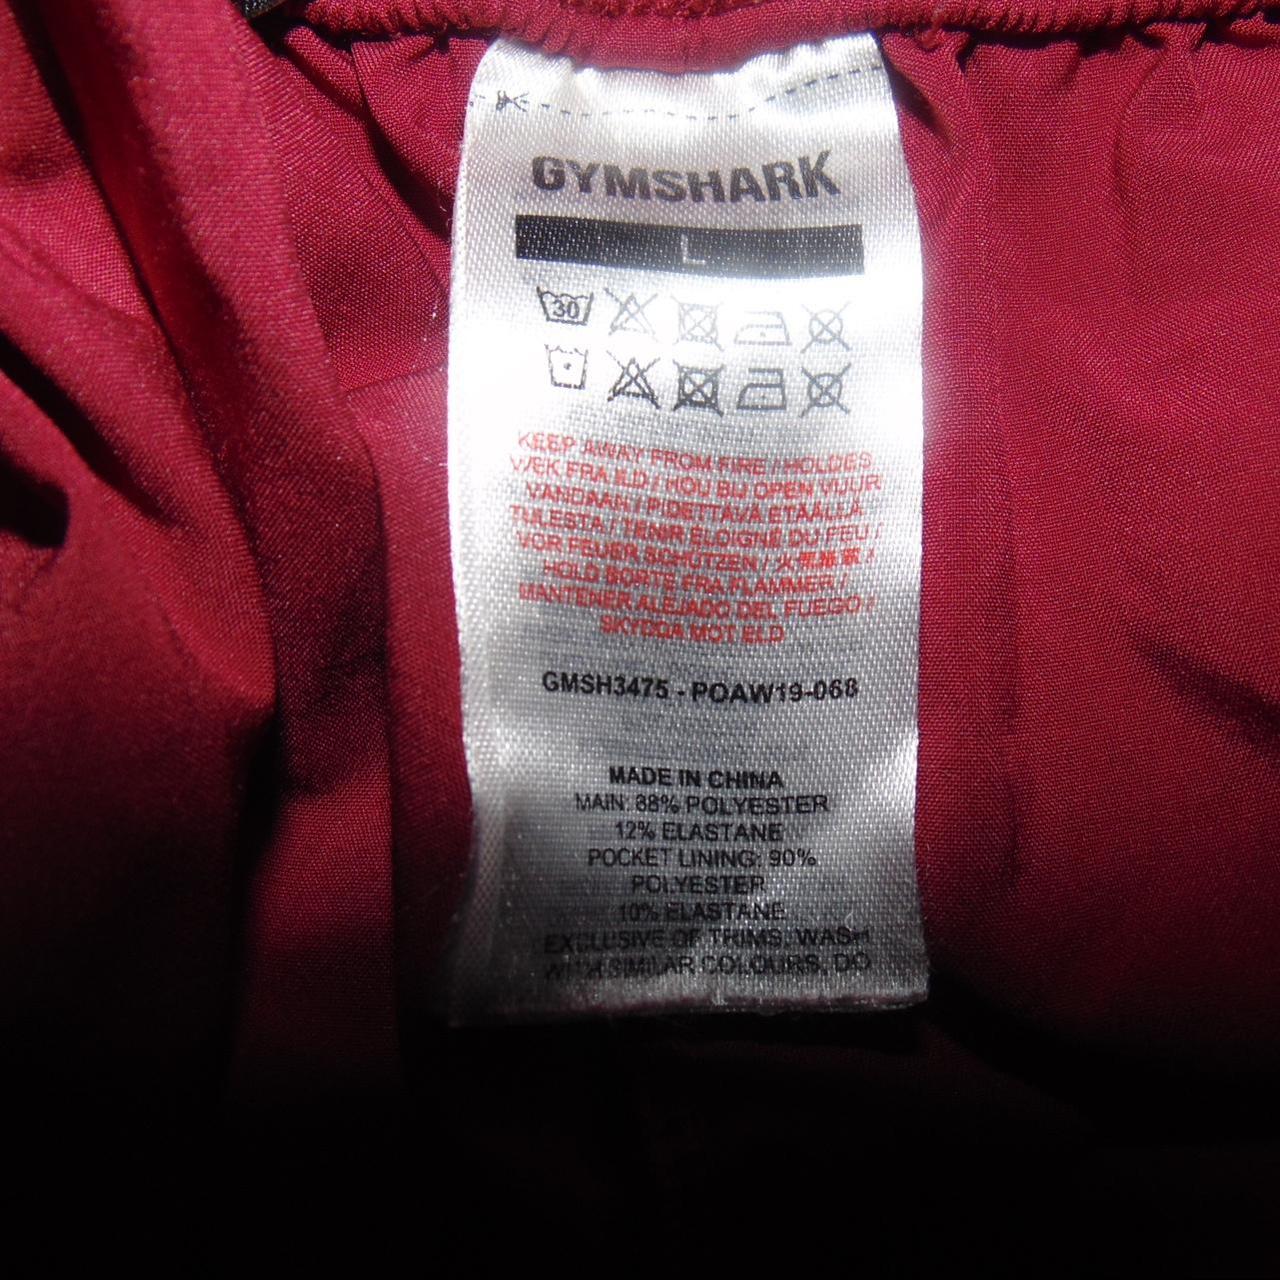 GYMSHARK
L
30
KEEP AWAY FROM FIRE / HOLDES
VÆK FRA ILD / HOU BIJ OPEN VUUR
VANDAAN / PIDETTÄVÄ ETÄÄLLÄ
TULESTA / TENIR ÉLOIGNÉ DU FEU /
VOR FEUER SCHÜTZEN / 火
HOLD BORTE FRA FLAMMER /
MANTENER ALEJADO DEL FUEGO /
SKYDDA MOT ELD
GMSH3475 - POAW19-068
MADE IN CHINA
MAIN: 88% POLYESTER
12% ELASTANE
POCKET LINING: 90%
POLYESTER
10% ELASTANE
EXCLUSIVE OF TRIMS. WASH
WITH SIMILAR COLOURS. DO